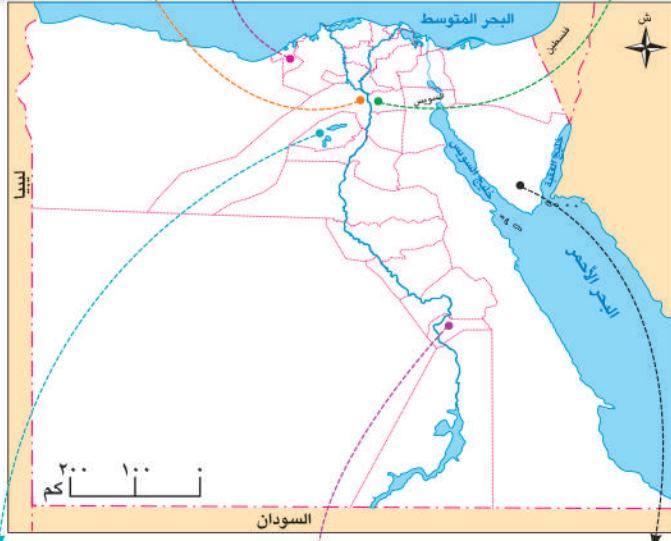 البحر المتوسط
ش
فلسطين
السويس
ليبيا
خليج السويس
خليج العقبة
البحر الأحمر
٢٠٠ ١٠٠ ٠
كم
السودان